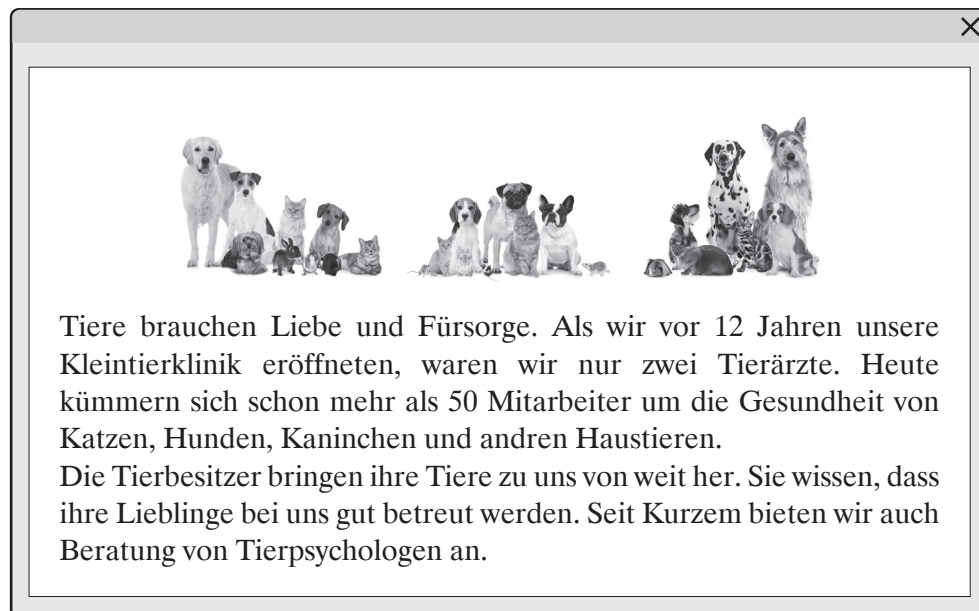 Tiere brauchen Liebe und Fürsorge. Als wir vor 12 Jahren unsere
Kleintierklinik eröffneten, waren wir nur zwei Tierärzte. Heute
kümmern sich schon mehr als 50 Mitarbeiter um die Gesundheit von
Katzen, Hunden, Kaninchen und andren Haustieren.
Die Tierbesitzer bringen ihre Tiere zu uns von weit her. Sie wissen, dass
ihre Lieblinge bei uns gut betreut werden. Seit Kurzem bieten wir auch
Beratung von Tierpsychologen an.